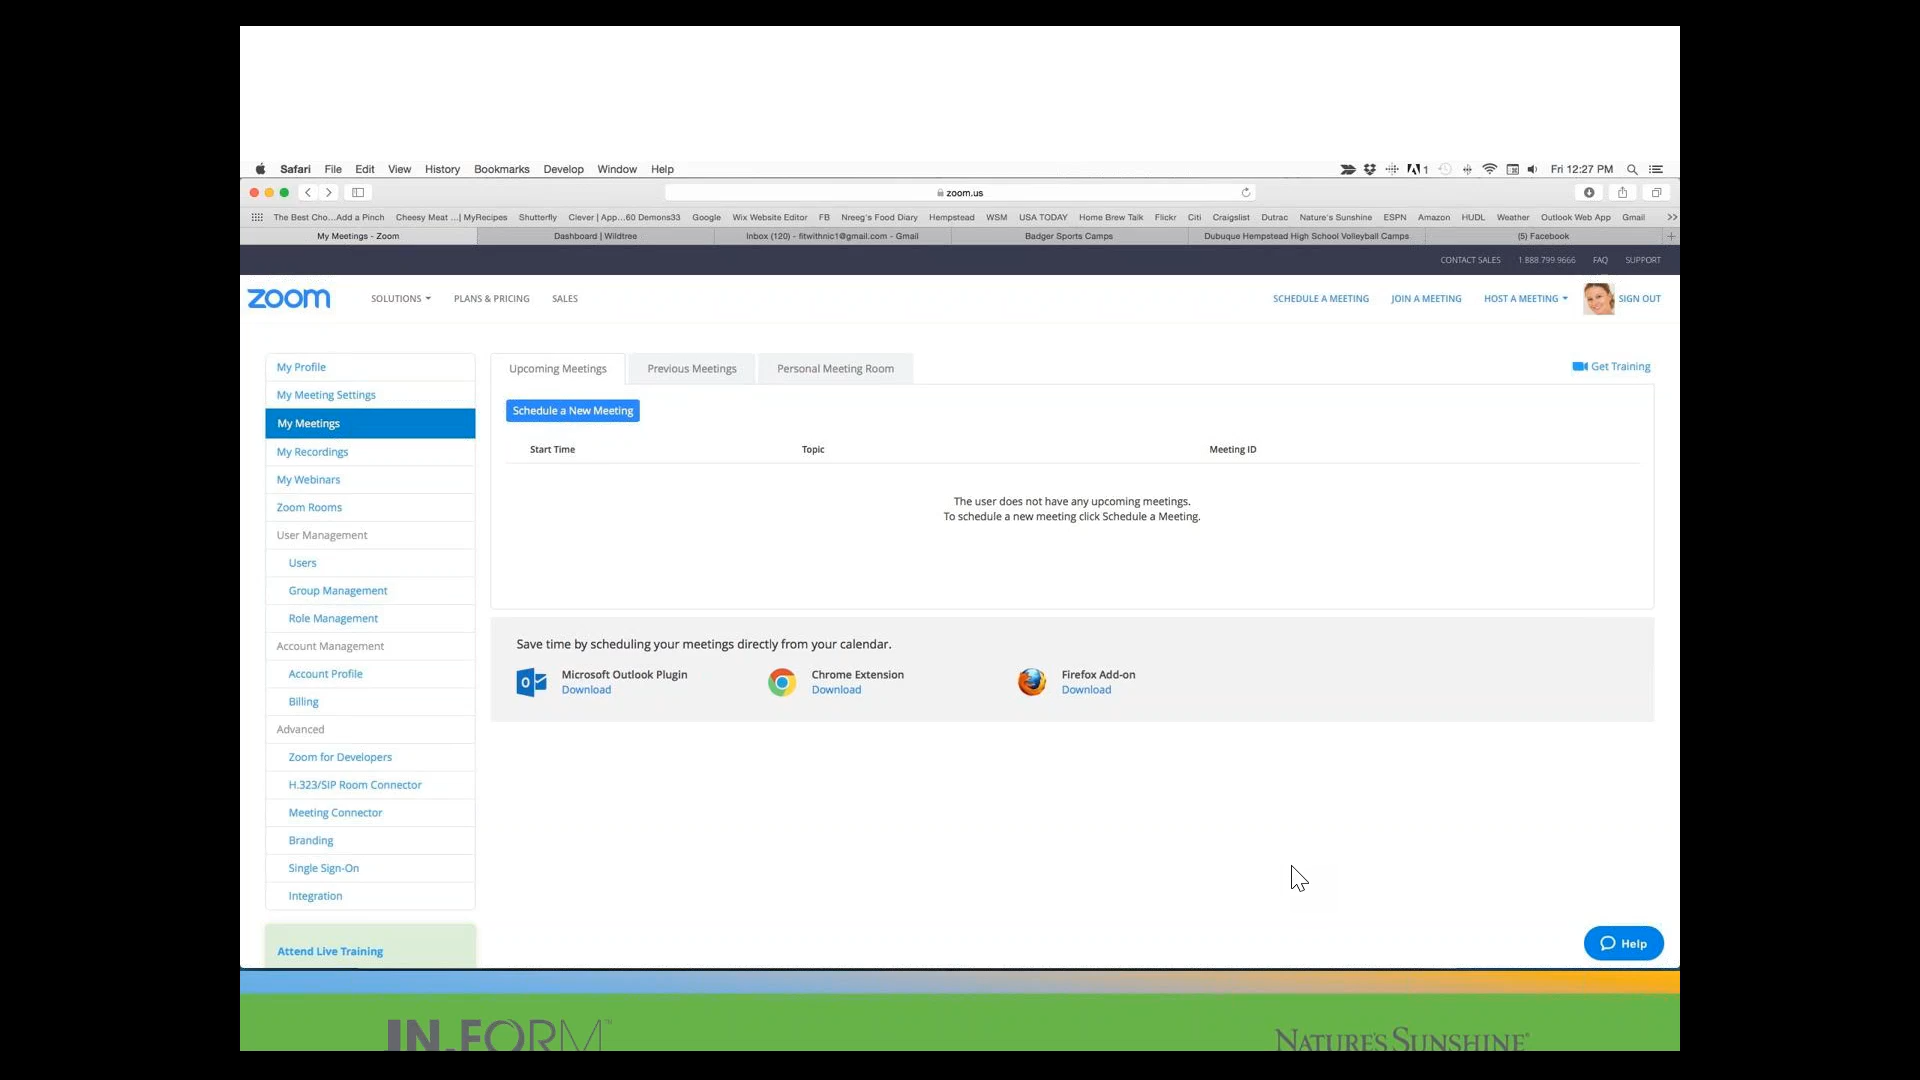 Safari File Edit View History Bookmarks Develop Window Help 1 Fri 12:27 PM
zoom.us
The Best Cho...Add a Pinch Cheesy Meat ...| MyRecipes Shutterfly Clever | App...60 Demons33 Google Wix Website Editor FB Nreeg's Food Diary Hempstead WSM USA TODAY Home Brew Talk Flickr Citi Craigslist Dutrac Nature's Sunshine ESPN Amazon HUDL Weather Outlook Web App Gmail >>
My Meetings - Zoom Dashboard | Wildtree Inbox (120) - fitwithnic1@gmail.com - Gmail Badger Sports Camps Dubuque Hempstead High School Volleyball Camps (5) Facebook +
CONTACT SALES 1.888.799.9666 FAQ SUPPORT
zoom SOLUTIONS PLANS & PRICING SALES SCHEDULE A MEETING JOIN A MEETING HOST A MEETING SIGN OUT
My Profile
My Meeting Settings
My Meetings
My Recordings
My Webinars
Zoom Rooms
User Management
Users
Group Management
Role Management
Account Management
Account Profile
Billing
Advanced
Zoom for Developers
H.323/SIP Room Connector
Meeting Connector
Branding
Single Sign-On
Integration
Attend Live Training
Upcoming Meetings Previous Meetings Personal Meeting Room Get Training
Schedule a New Meeting
Start Time Topic Meeting ID
The user does not have any upcoming meetings.
To schedule a new meeting click Schedule a Meeting.
Save time by scheduling your meetings directly from your calendar.
Microsoft Outlook Plugin Chrome Extension Firefox Add-on
Download Download Download
Help
IN.FORM™ NATURE'S SUNSHINE®